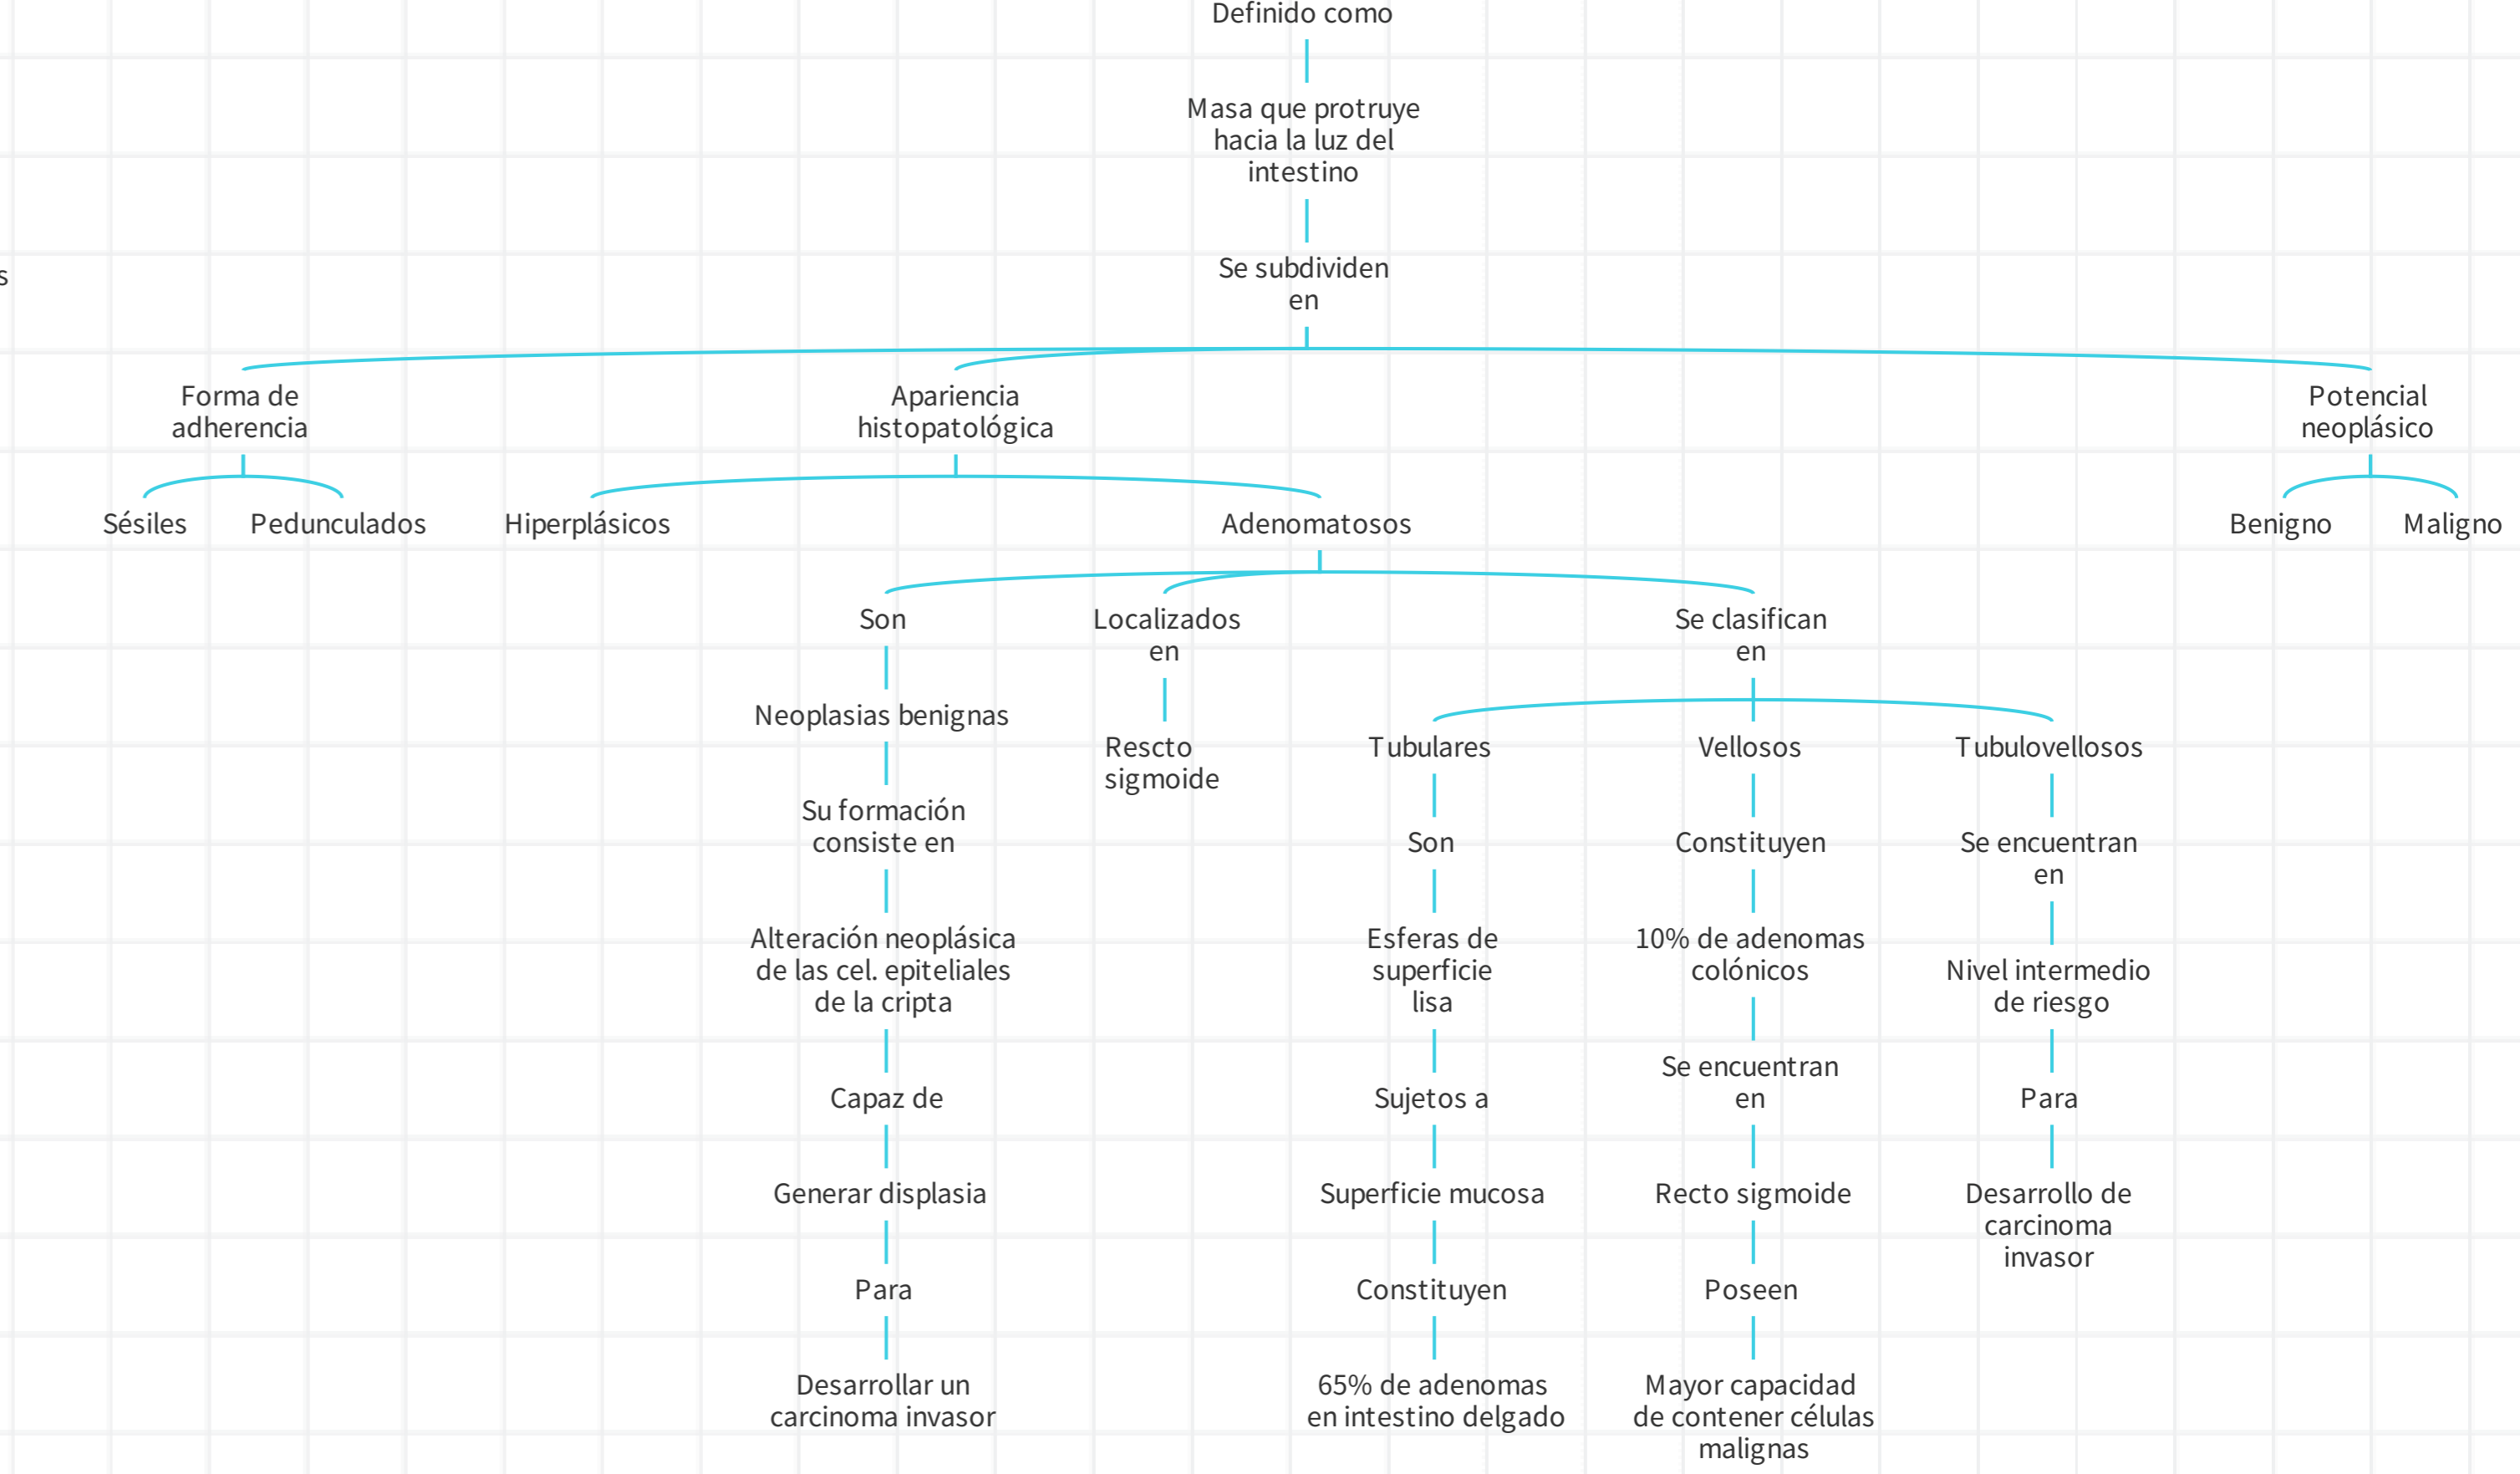 Definido como
Masa que protruye
hacia la luz del
intestino
Se subdividen
en
s
Forma de
adherencia
Sésiles
Pedunculados
Apariencia
histopatológica
Hiperplásicos
Adenomatosos
Son
Neoplasias benignas
Su formación
consiste en
Alteración neoplásica
de las cel. epiteliales
de la cripta
Capaz de
Generar displasia
Para
Desarrollar un
carcinoma invasor
Localizados
en
Rescto
sigmoide
Se clasifican
en
Tubulares
Son
Esferas de
superficie
lisa
Sujetos a
Superficie mucosa
Constituyen
65% de adenomas
en intestino delgado
Vellosos
Constituyen
10% de adenomas
colónicos
Se encuentran
en
Recto sigmoide
Poseen
Mayor capacidad
de contener células
malignas
Tubulovellosos
Se encuentran
en
Nivel intermedio
de riesgo
Para
Desarrollo de
carcinoma
invasor
Potencial
neoplásico
Benigno
Maligno